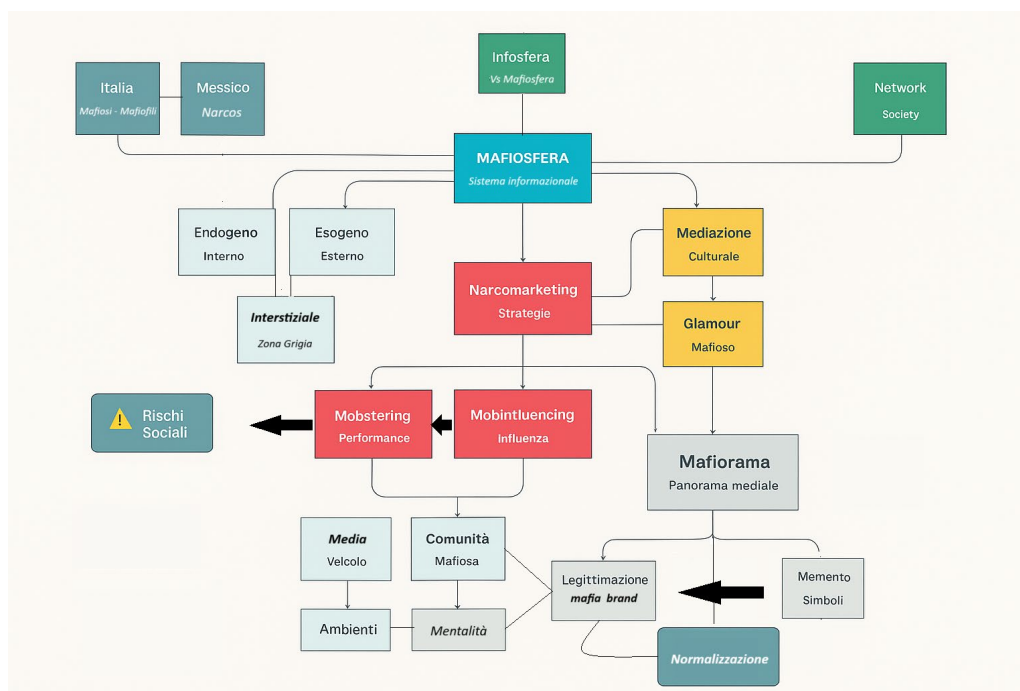 Infosfera
Vs Mafiosfera
Italia
Mafiosi - Mafiofili
Messico
Narcos
Network
Society
MAFIOSFERA
Sistema informazionale
Endogeno
Interno
Esogeno
Esterno
Mediazione
Culturale
Interstiziale
Zona Grigia
Narcomarketing
Strategie
Glamour
Mafioso
Rischi
Sociali
Mobstering
Performance
Mobintluencing
Influenza
Mafiorama
Panorama mediale
Media
Velcolo
Comunità
Mafiosa
Legittimazione
mafia brand
Memento
Simboli
Ambienti
Mentalità
Normalizzazione